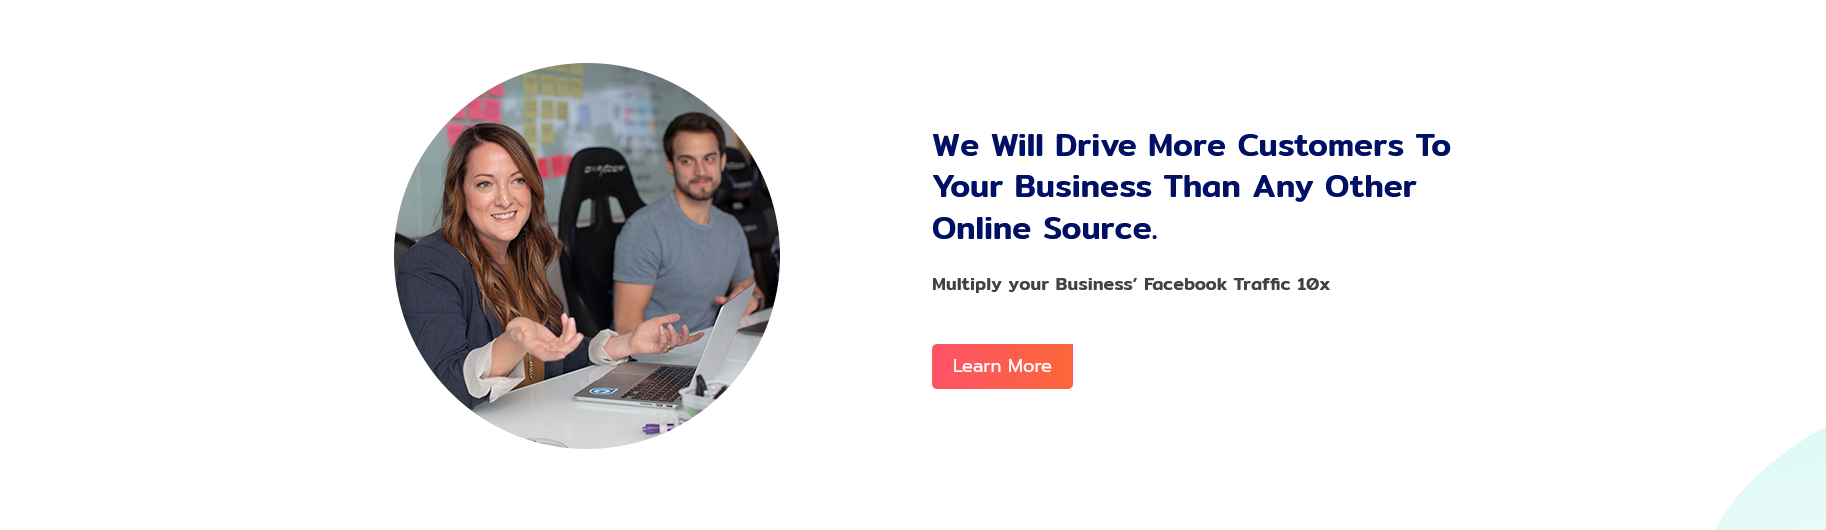 We Will Drive More Customers To
Your Business Than Any Other
Online Source.
Multiply your Business’ Facebook Traffic 10x
Learn More